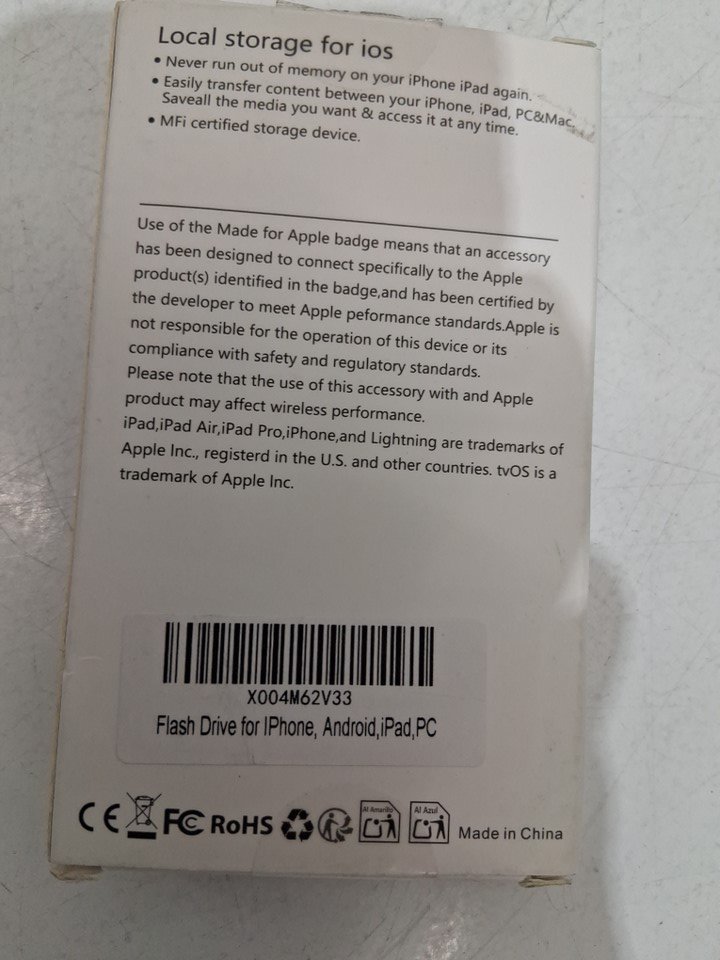 Local storage for ios
• Never run out of memory on your iPhone iPad again.
• Easily transfer content between your iPhone, iPad, PC&Mac.
Saveall the media you want & access it at any time.
• MFi certified storage device.
Use of the Made for Apple badge means that an accessory
has been designed to connect specifically to the Apple
product(s) identified in the badge,and has been certified by
the developer to meet Apple peformance standards.Apple is
not responsible for the operation of this device or its
compliance with safety and regulatory standards.
Please note that the use of this accessory with and Apple
product may affect wireless performance.
iPad,iPad Air,iPad Pro,iPhone,and Lightning are trademarks of
Apple Inc., registerd in the U.S. and other countries. tvOS is a
trademark of Apple Inc.
X004M62V33
Flash Drive for IPhone, Android,iPad,PC
CE FC RoHS Al Amarillo Al Azul Made in China